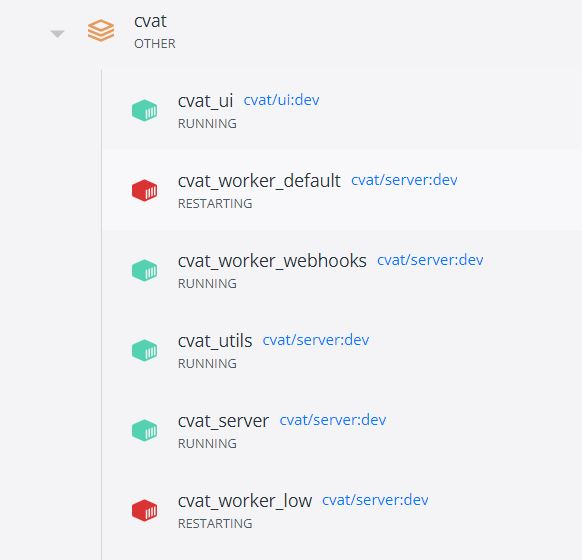 cvat
OTHER
cvat_ui cvat/ui:dev
RUNNING
cvat_worker_default cvat/server:dev
RESTARTING
cvat_worker_webhooks cvat/server:dev
RUNNING
cvat_utils cvat/server:dev
RUNNING
cvat_server cvat/server:dev
RUNNING
cvat_worker_low cvat/server:dev
RESTARTING